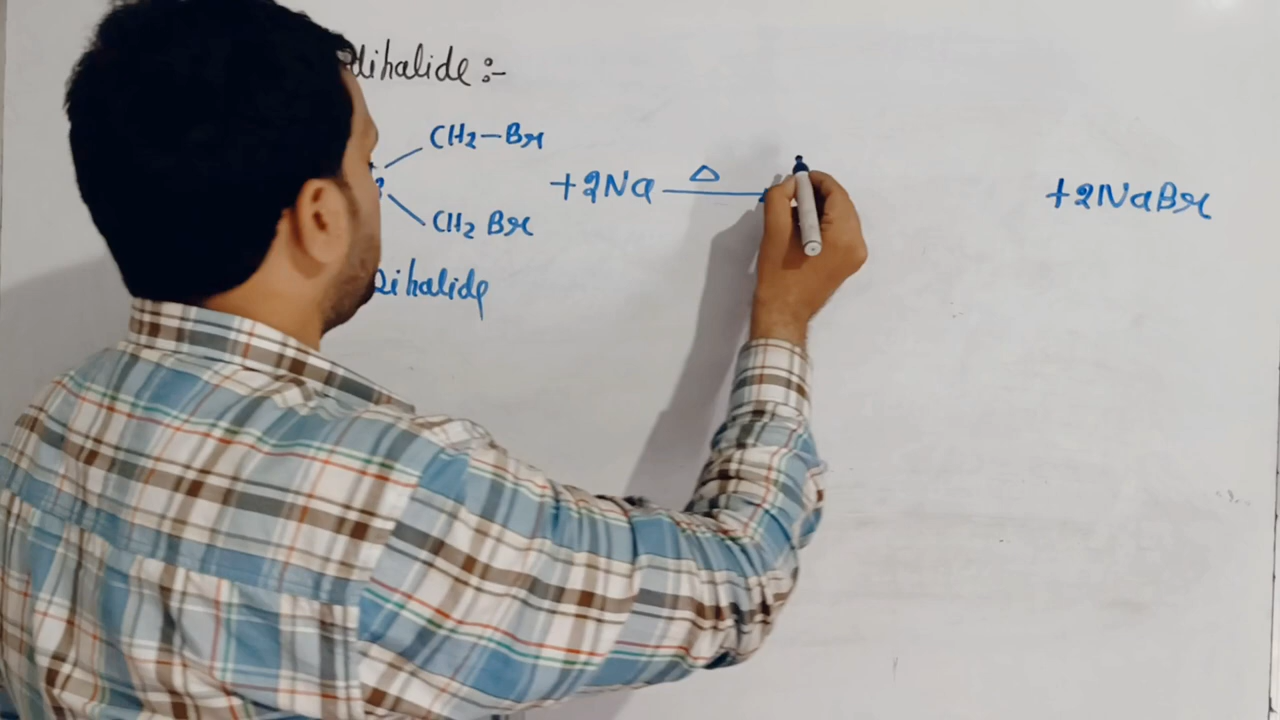 dihalide :-
CH2-Br
+2Na △ +2NaBr
CH2 Br
Dihalide